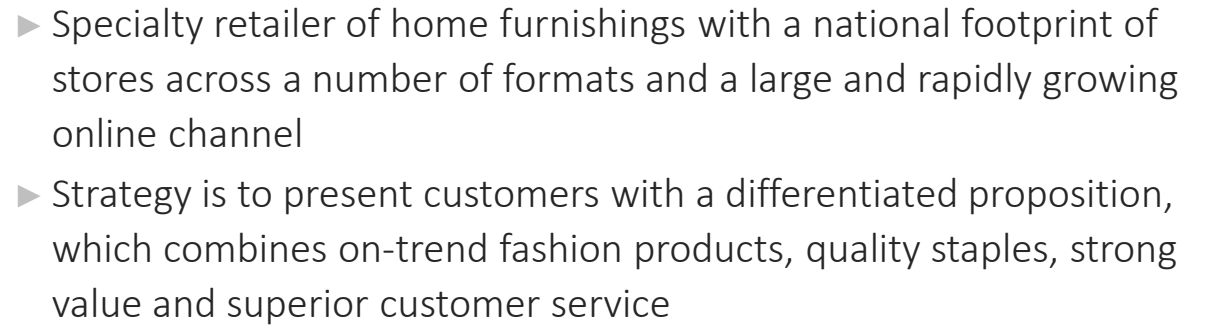 ▶ Specialty retailer of home furnishings with a national footprint of
stores across a number of formats and a large and rapidly growing
online channel
▶ Strategy is to present customers with a differentiated proposition,
which combines on-trend fashion products, quality staples, strong
value and superior customer service